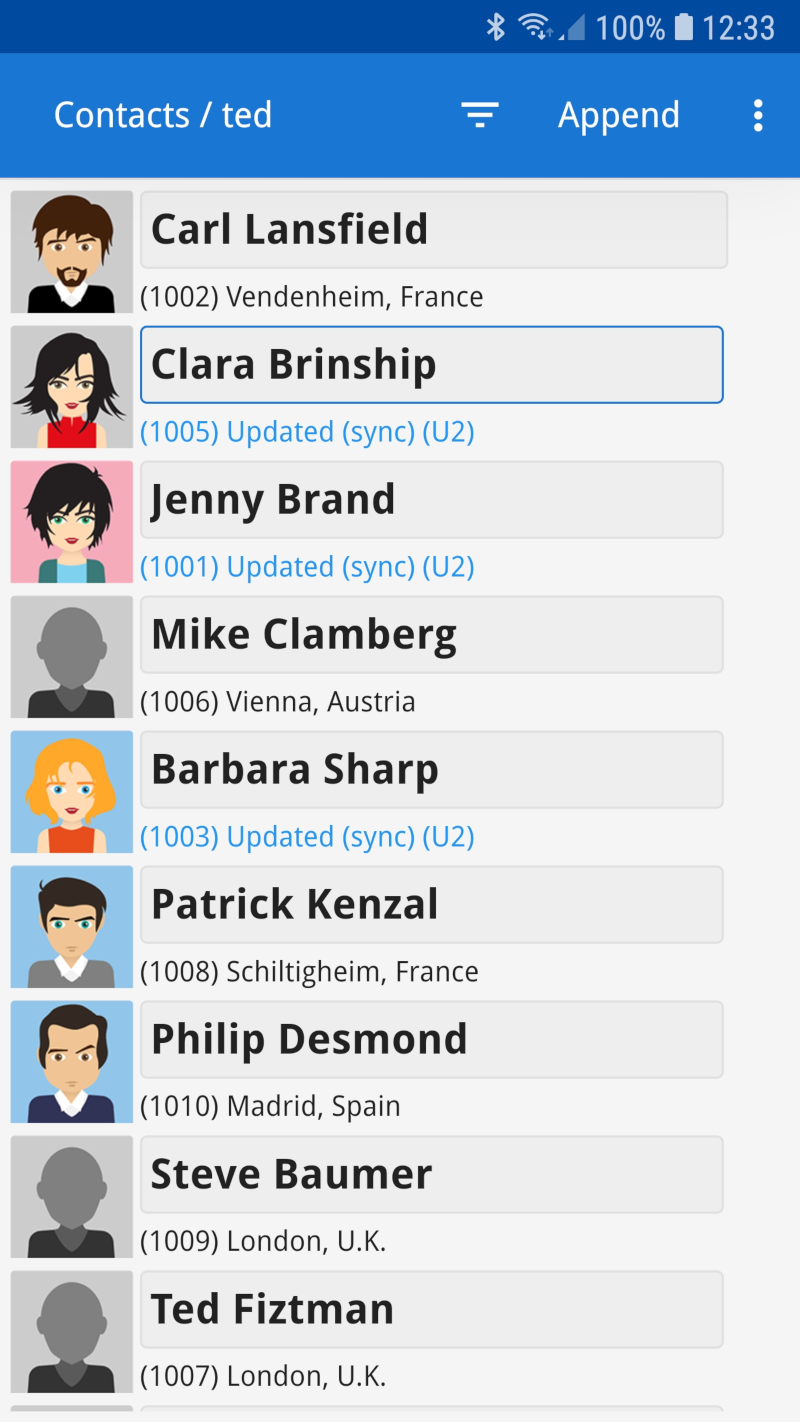 100% 12:33
Contacts / ted Append
Carl Lansfield
(1002) Vendenheim, France
Clara Brinship
(1005) Updated (sync) (U2)
Jenny Brand
(1001) Updated (sync) (U2)
Mike Clamberg
(1006) Vienna, Austria
Barbara Sharp
(1003) Updated (sync) (U2)
Patrick Kenzal
(1008) Schiltigheim, France
Philip Desmond
(1010) Madrid, Spain
Steve Baumer
(1009) London, U.K.
Ted Fiztman
(1007) London, U.K.